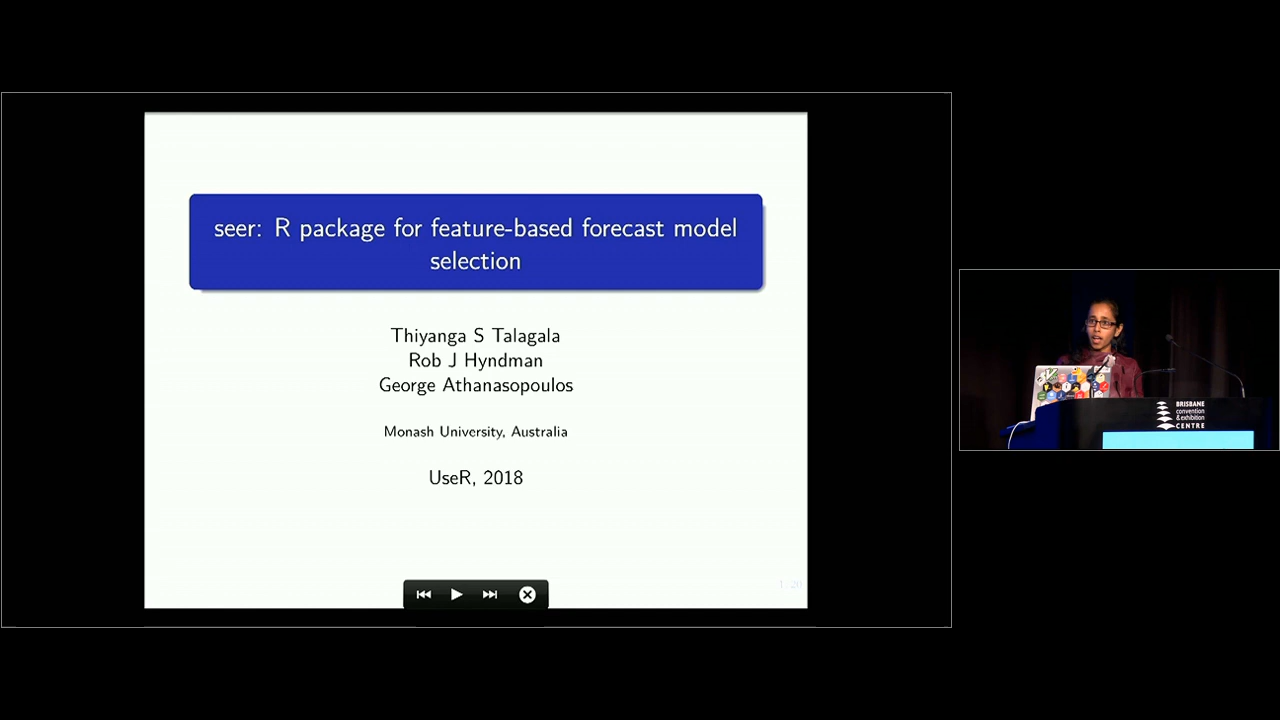 seer: R package for feature-based forecast model
selection
Thiyanga S Talagala
Rob J Hyndman
George Athanasopoulos
Monash University, Australia
UseR, 2018
BRISBANE
convention
& exhibition
CENTRE